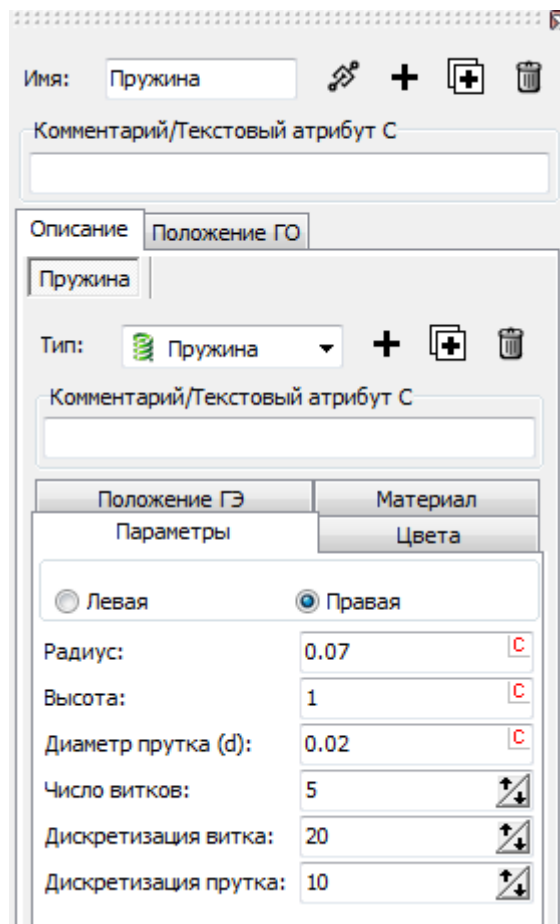 Имя: Пружина
Комментарий/Текстовый атрибут C
Описание Положение ГО
Пружина
Тип: Пружина
Комментарий/Текстовый атрибут C
Положение ГЭ Материал
Параметры Цвета
Левая Правая
Радиус: 0.07 C
Высота: 1 C
Диаметр прутка (d): 0.02 C
Число витков: 5
Дискретизация витка: 20
Дискретизация прутка: 10